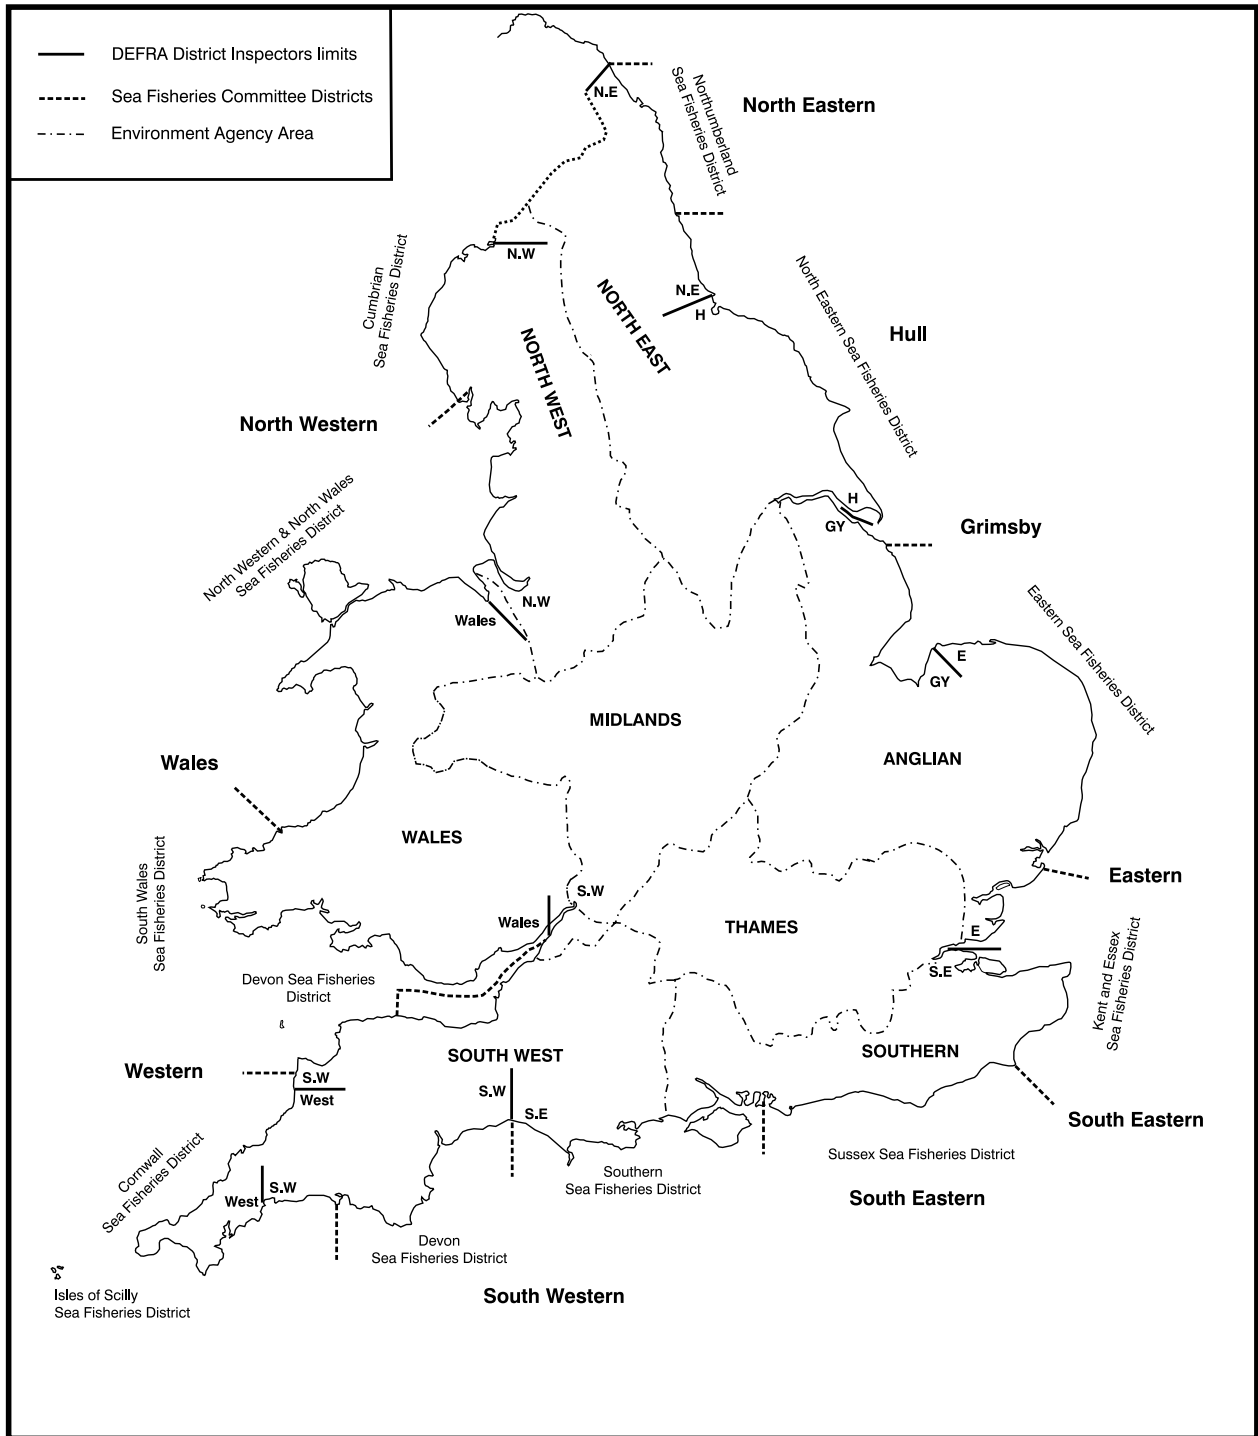 DEFRA District Inspectors limits
Sea Fisheries Committee Districts
Environment Agency Area
N.E
North Eastern
Northumberland
Sea Fisheries District
N.W
Cumbrian
Sea Fisheries District
N.E
H
NORTH EAST
North Eastern Sea Fisheries District
Hull
NORTH WEST
North Western
H
GY
Grimsby
North Western & North Wales
Sea Fisheries District
N.W
Wales
Eastern Sea Fisheries District
E
GY
MIDLANDS
ANGLIAN
Wales
WALES
South Wales
Sea Fisheries District
S.W
Wales
Eastern
THAMES
E
S.E
Kent and Essex
Sea Fisheries District
Devon Sea Fisheries
District
SOUTHERN
SOUTH WEST
Western
S.W
West
S.W
S.E
South Eastern
Cornwall
Sea Fisheries District
Sussex Sea Fisheries District
Southern
Sea Fisheries District
West
S.W
South Eastern
Devon
Sea Fisheries District
South Western
Isles of Scilly
Sea Fisheries District